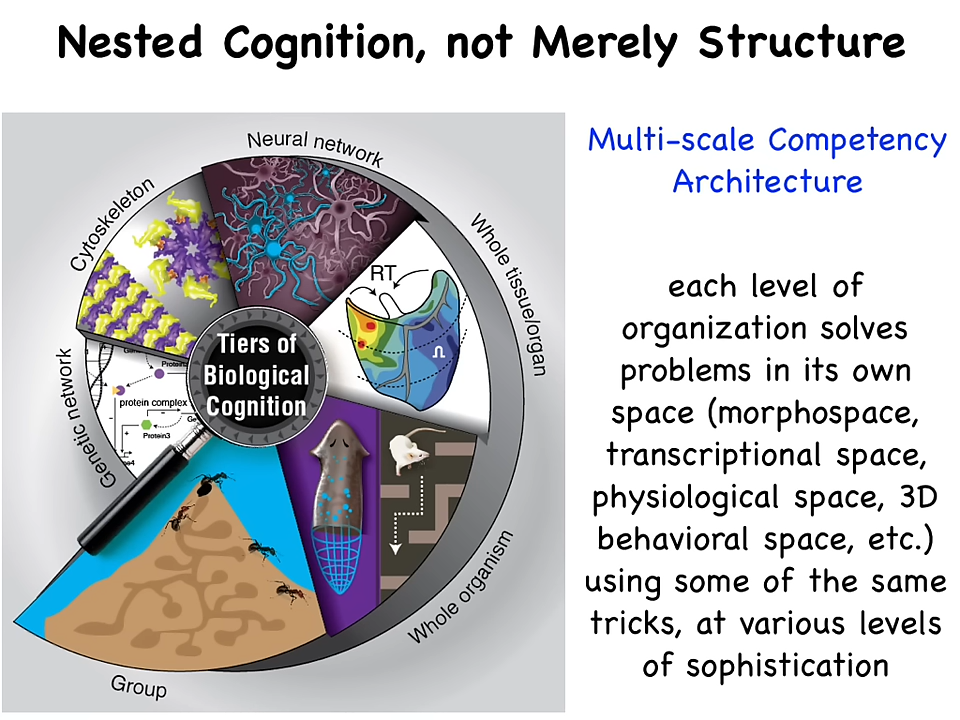 Nested Cognition, not Merely Structure
Neural network
Cytoskeleton
Whole tissue/organ
RT
Ω
Tiers of
Biological
Cognition
Genetic network
protein complex
Protein3
Whole organism
Group
Multi-scale Competency
Architecture
each level of
organization solves
problems in its own
space (morphospace,
transcriptional space,
physiological space, 3D
behavioral space, etc.)
using some of the same
tricks, at various levels
of sophistication